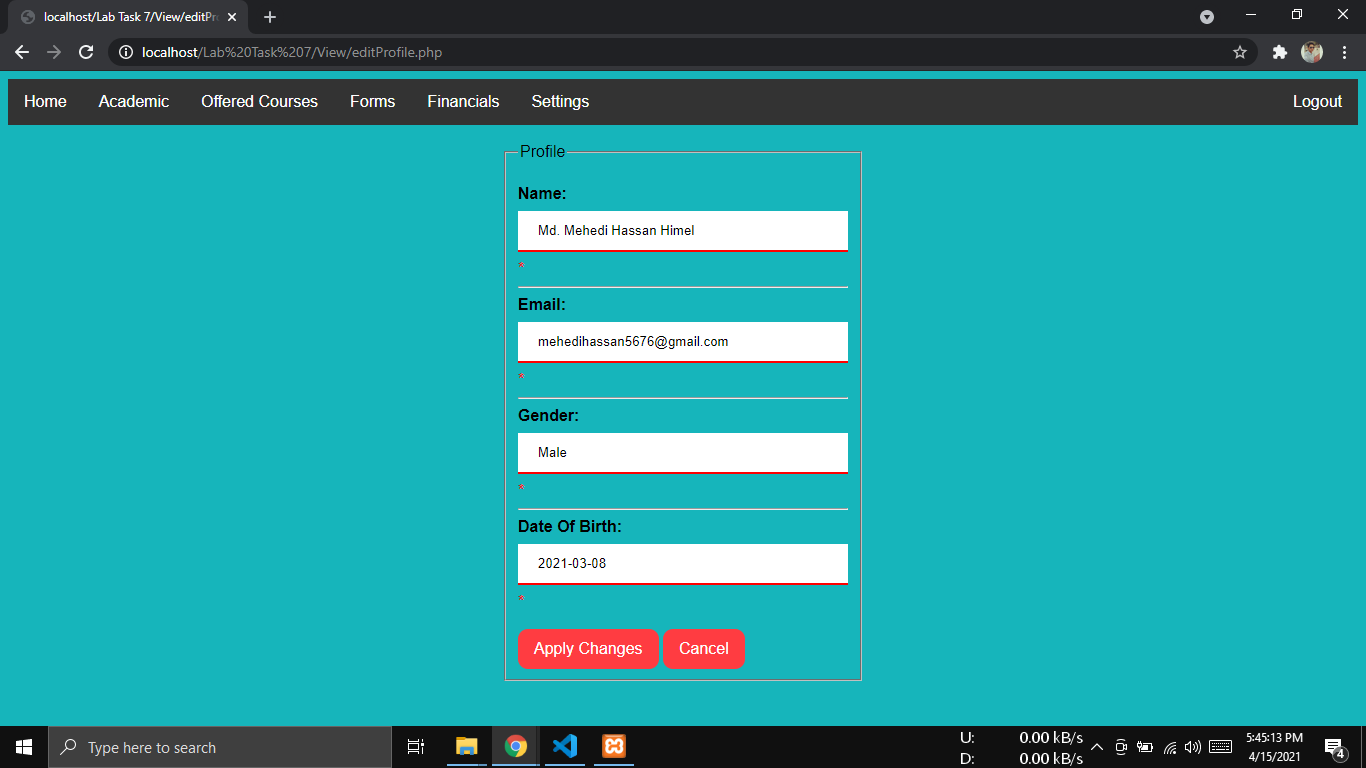 localhost/Lab Task 7/View/editPr
localhost/Lab%20Task%207/View/editProfile.php
Home Academic Offered Courses Forms Financials Settings Logout
Profile
Name:
Md. Mehedi Hassan Himel
*
Email:
mehedihassan5676@gmail.com
*
Gender:
Male
*
Date Of Birth:
2021-03-08
*
Apply Changes Cancel
Type here to search
U: 0.00 kB/s
D: 0.00 kB/s
5:45:13 PM
4/15/2021
4